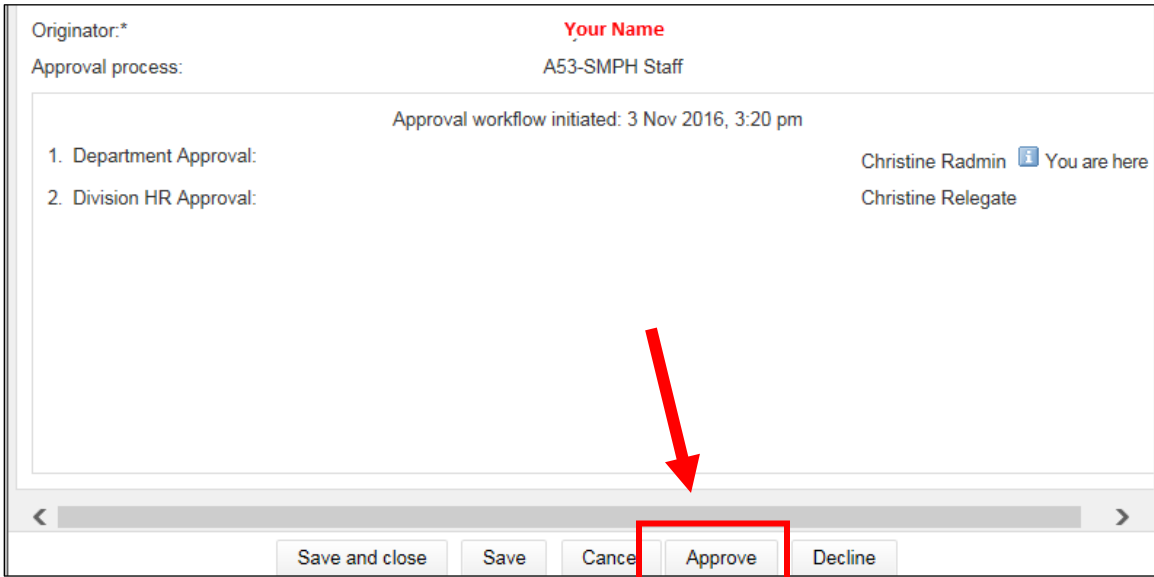 Originator:* Your Name
Approval process: A53-SMPH Staff
Approval workflow initiated: 3 Nov 2016, 3:20 pm
1. Department Approval: Christine Radmin i You are here
2. Division HR Approval: Christine Relegate
Save and close Save Cance Approve Decline